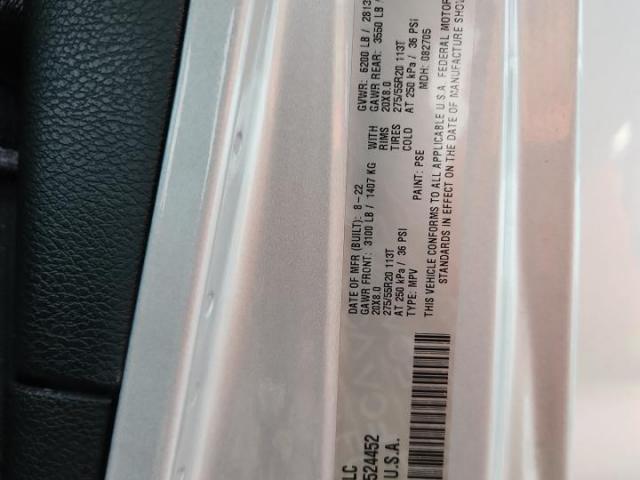 LC
524452
U.S.A.
DATE OF MFR (BUILT): 8-22 GVWR: 6200 LB / 2813
GAWR FRONT: 3100 LB / 1407 KG WITH GAWR REAR: 3550 LB /
20X8.0 RIMS 20X8.0
275/55R20 113T TIRES 275/55R20 113T
AT 250 kPa / 36 PSI COLD AT 250 kPa / 36 PSI
TYPE: MPV PAINT: PSE MDH: 082705
THIS VEHICLE CONFORMS TO ALL APPLICABLE U.S.A. FEDERAL MOTOR
STANDARDS IN EFFECT ON THE DATE OF MANUFACTURE SHOW